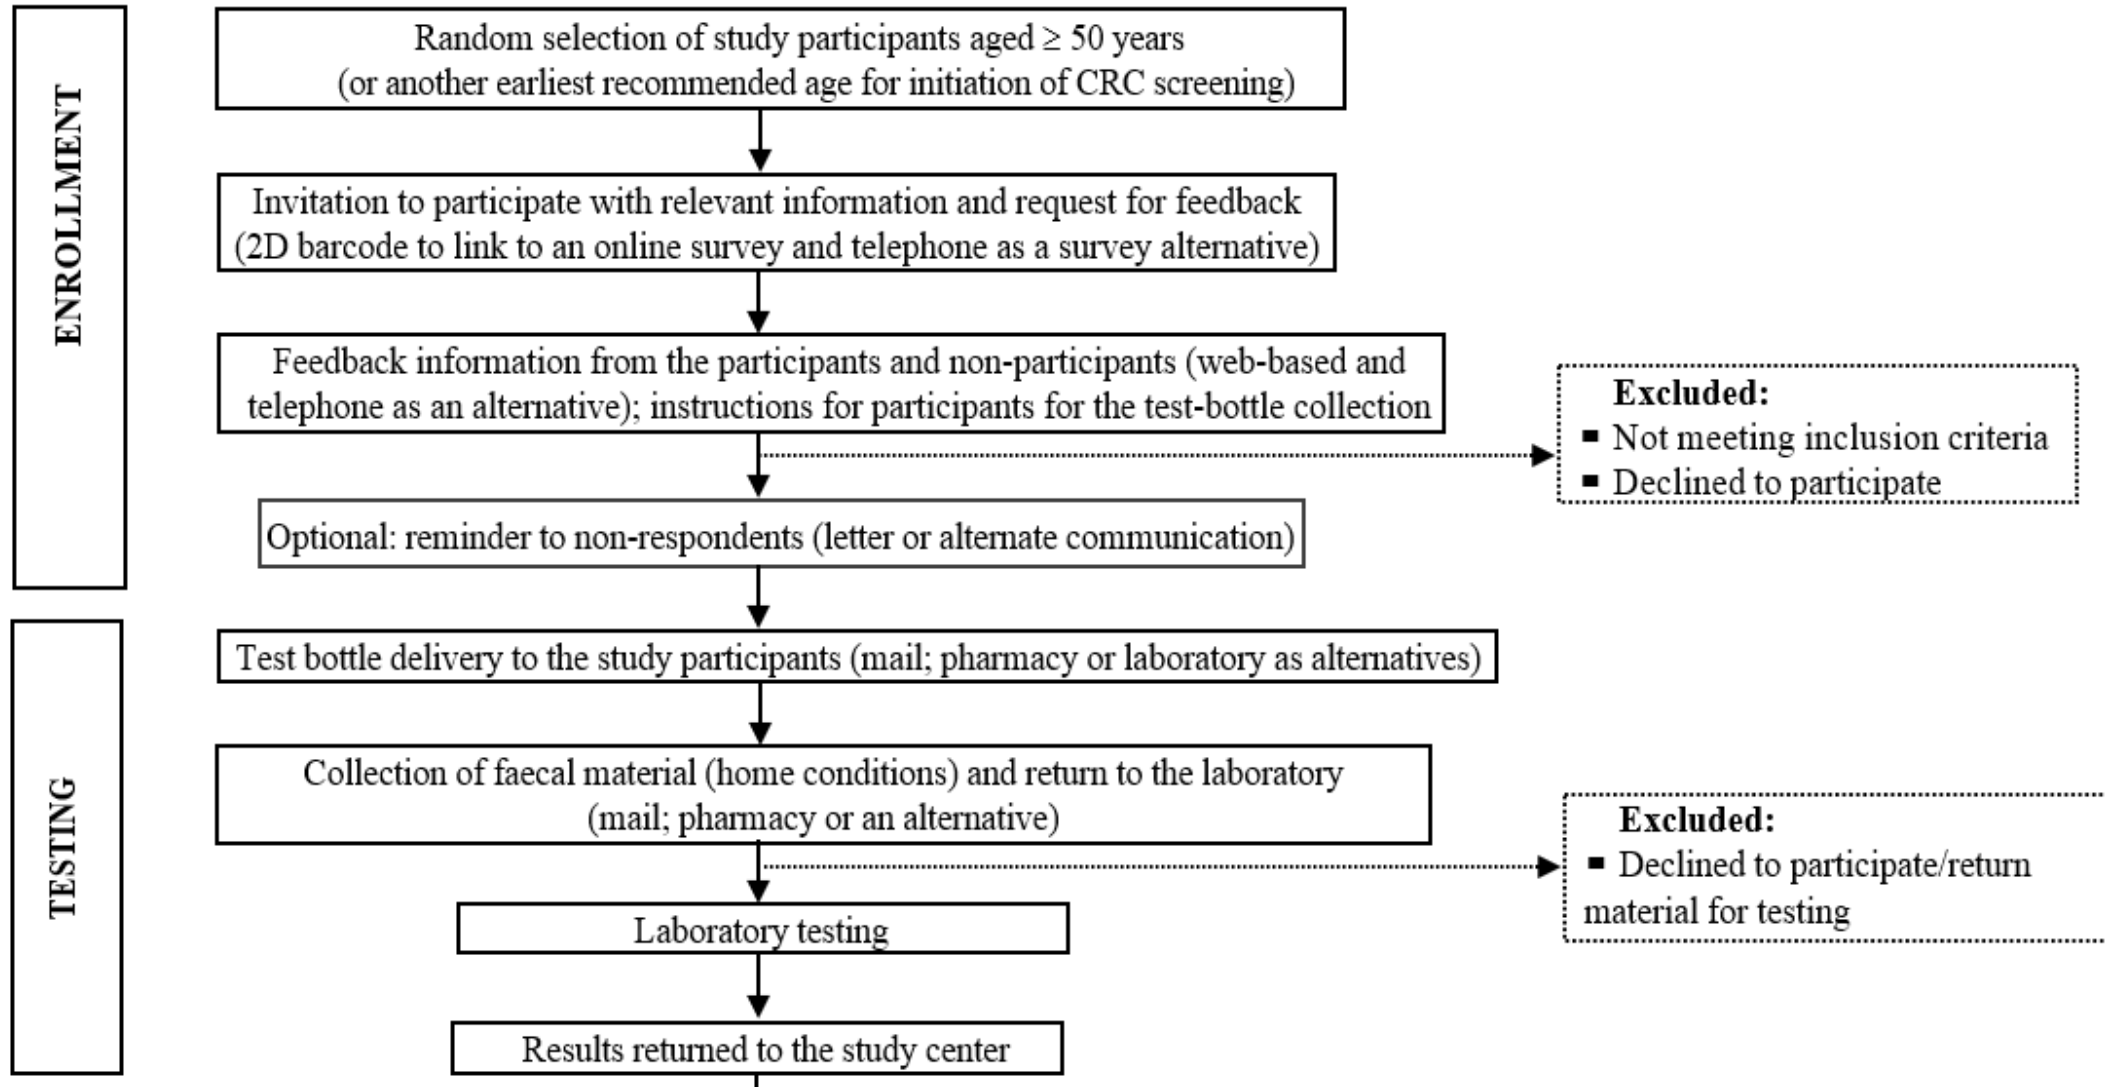 ENROLLMENT
Random selection of study participants aged ≥ 50 years
(or another earliest recommended age for initiation of CRC screening)
Invitation to participate with relevant information and request for feedback
(2D barcode to link to an online survey and telephone as a survey alternative)
Feedback information from the participants and non-participants (web-based and
telephone as an alternative); instructions for participants for the test-bottle collection
Excluded:
▪ Not meeting inclusion criteria
▪ Declined to participate
Optional: reminder to non-respondents (letter or alternate communication)
TESTING
Test bottle delivery to the study participants (mail; pharmacy or laboratory as alternatives)
Collection of faecal material (home conditions) and return to the laboratory
(mail; pharmacy or an alternative)
Excluded:
▪ Declined to participate/return
material for testing
Laboratory testing
Results returned to the study center